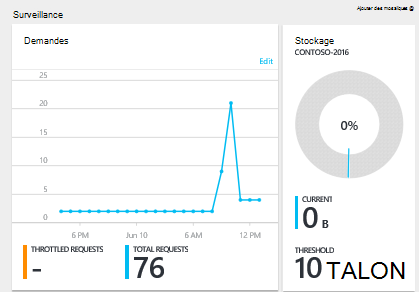 Surveillance
Ajouter des mosaïques
Demandes
Edit
25
20
15
10
5
0
6 PM
Jun 10
6 AM
12 PM
THROTTLED REQUESTS
-
TOTAL REQUESTS
76
Stockage
CONTOSO-2016
0%
CURRENT
0 B
THRESHOLD
10 TALON